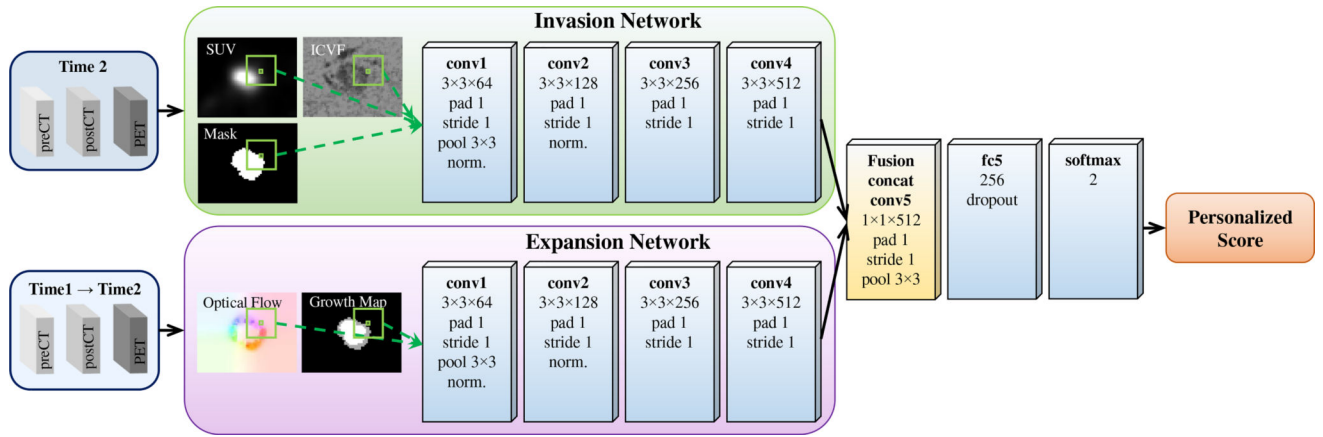 Invasion Network
Time 2
preCT
postCT
PET
SUV
ICVF
Mask
conv1
3×3×64
pad 1
stride 1
pool 3×3
norm.
conv2
3×3×128
pad 1
stride 1
norm.
conv3
3×3×256
pad 1
stride 1
conv4
3×3×512
pad 1
stride 1
Expansion Network
Time1 → Time2
preCT
postCT
PET
Optical Flow
Growth Map
conv1
3×3×64
pad 1
stride 1
pool 3×3
norm.
conv2
3×3×128
pad 1
stride 1
norm.
conv3
3×3×256
pad 1
stride 1
conv4
3×3×512
pad 1
stride 1
Fusion
concat
conv5
1×1×512
pad 1
stride 1
pool 3×3
fc5
256
dropout
softmax
2
Personalized
Score